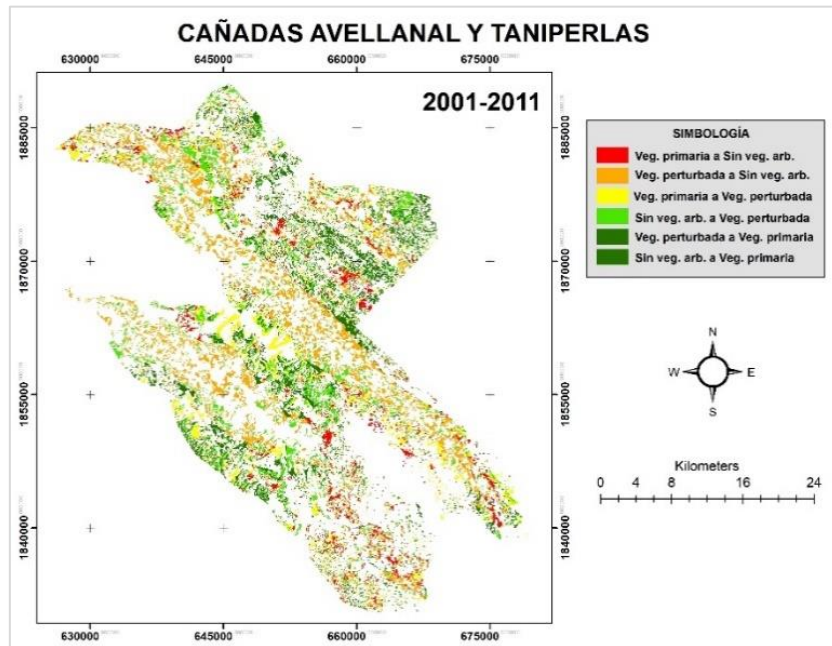 CAÑADAS AVELLANAL Y TANIPERLAS
630000 645000 660000 675000
2001-2011
1885000 1885000
1870000 1870000
1855000 1855000
1840000 1840000
630000 645000 660000 675000
SIMBOLOGÍA
Veg. primaria a Sin veg. arb.
Veg. perturbada a Sin veg. arb.
Veg. primaria a Veg. perturbada
Sin veg. arb. a Veg. perturbada
Veg. perturbada a Veg. primaria
Sin veg. arb. a Veg. primaria
N
W E
S
Kilometers
0 4 8 16 24